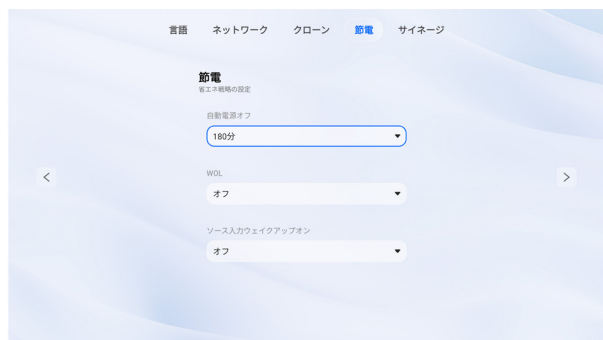 言語 ネットワーク クローン 節電 サイネージ
節電
省エネ戦略の設定
自動電源オフ
180分
WOL
オフ
ソース入力ウェイクアップオン
オフ